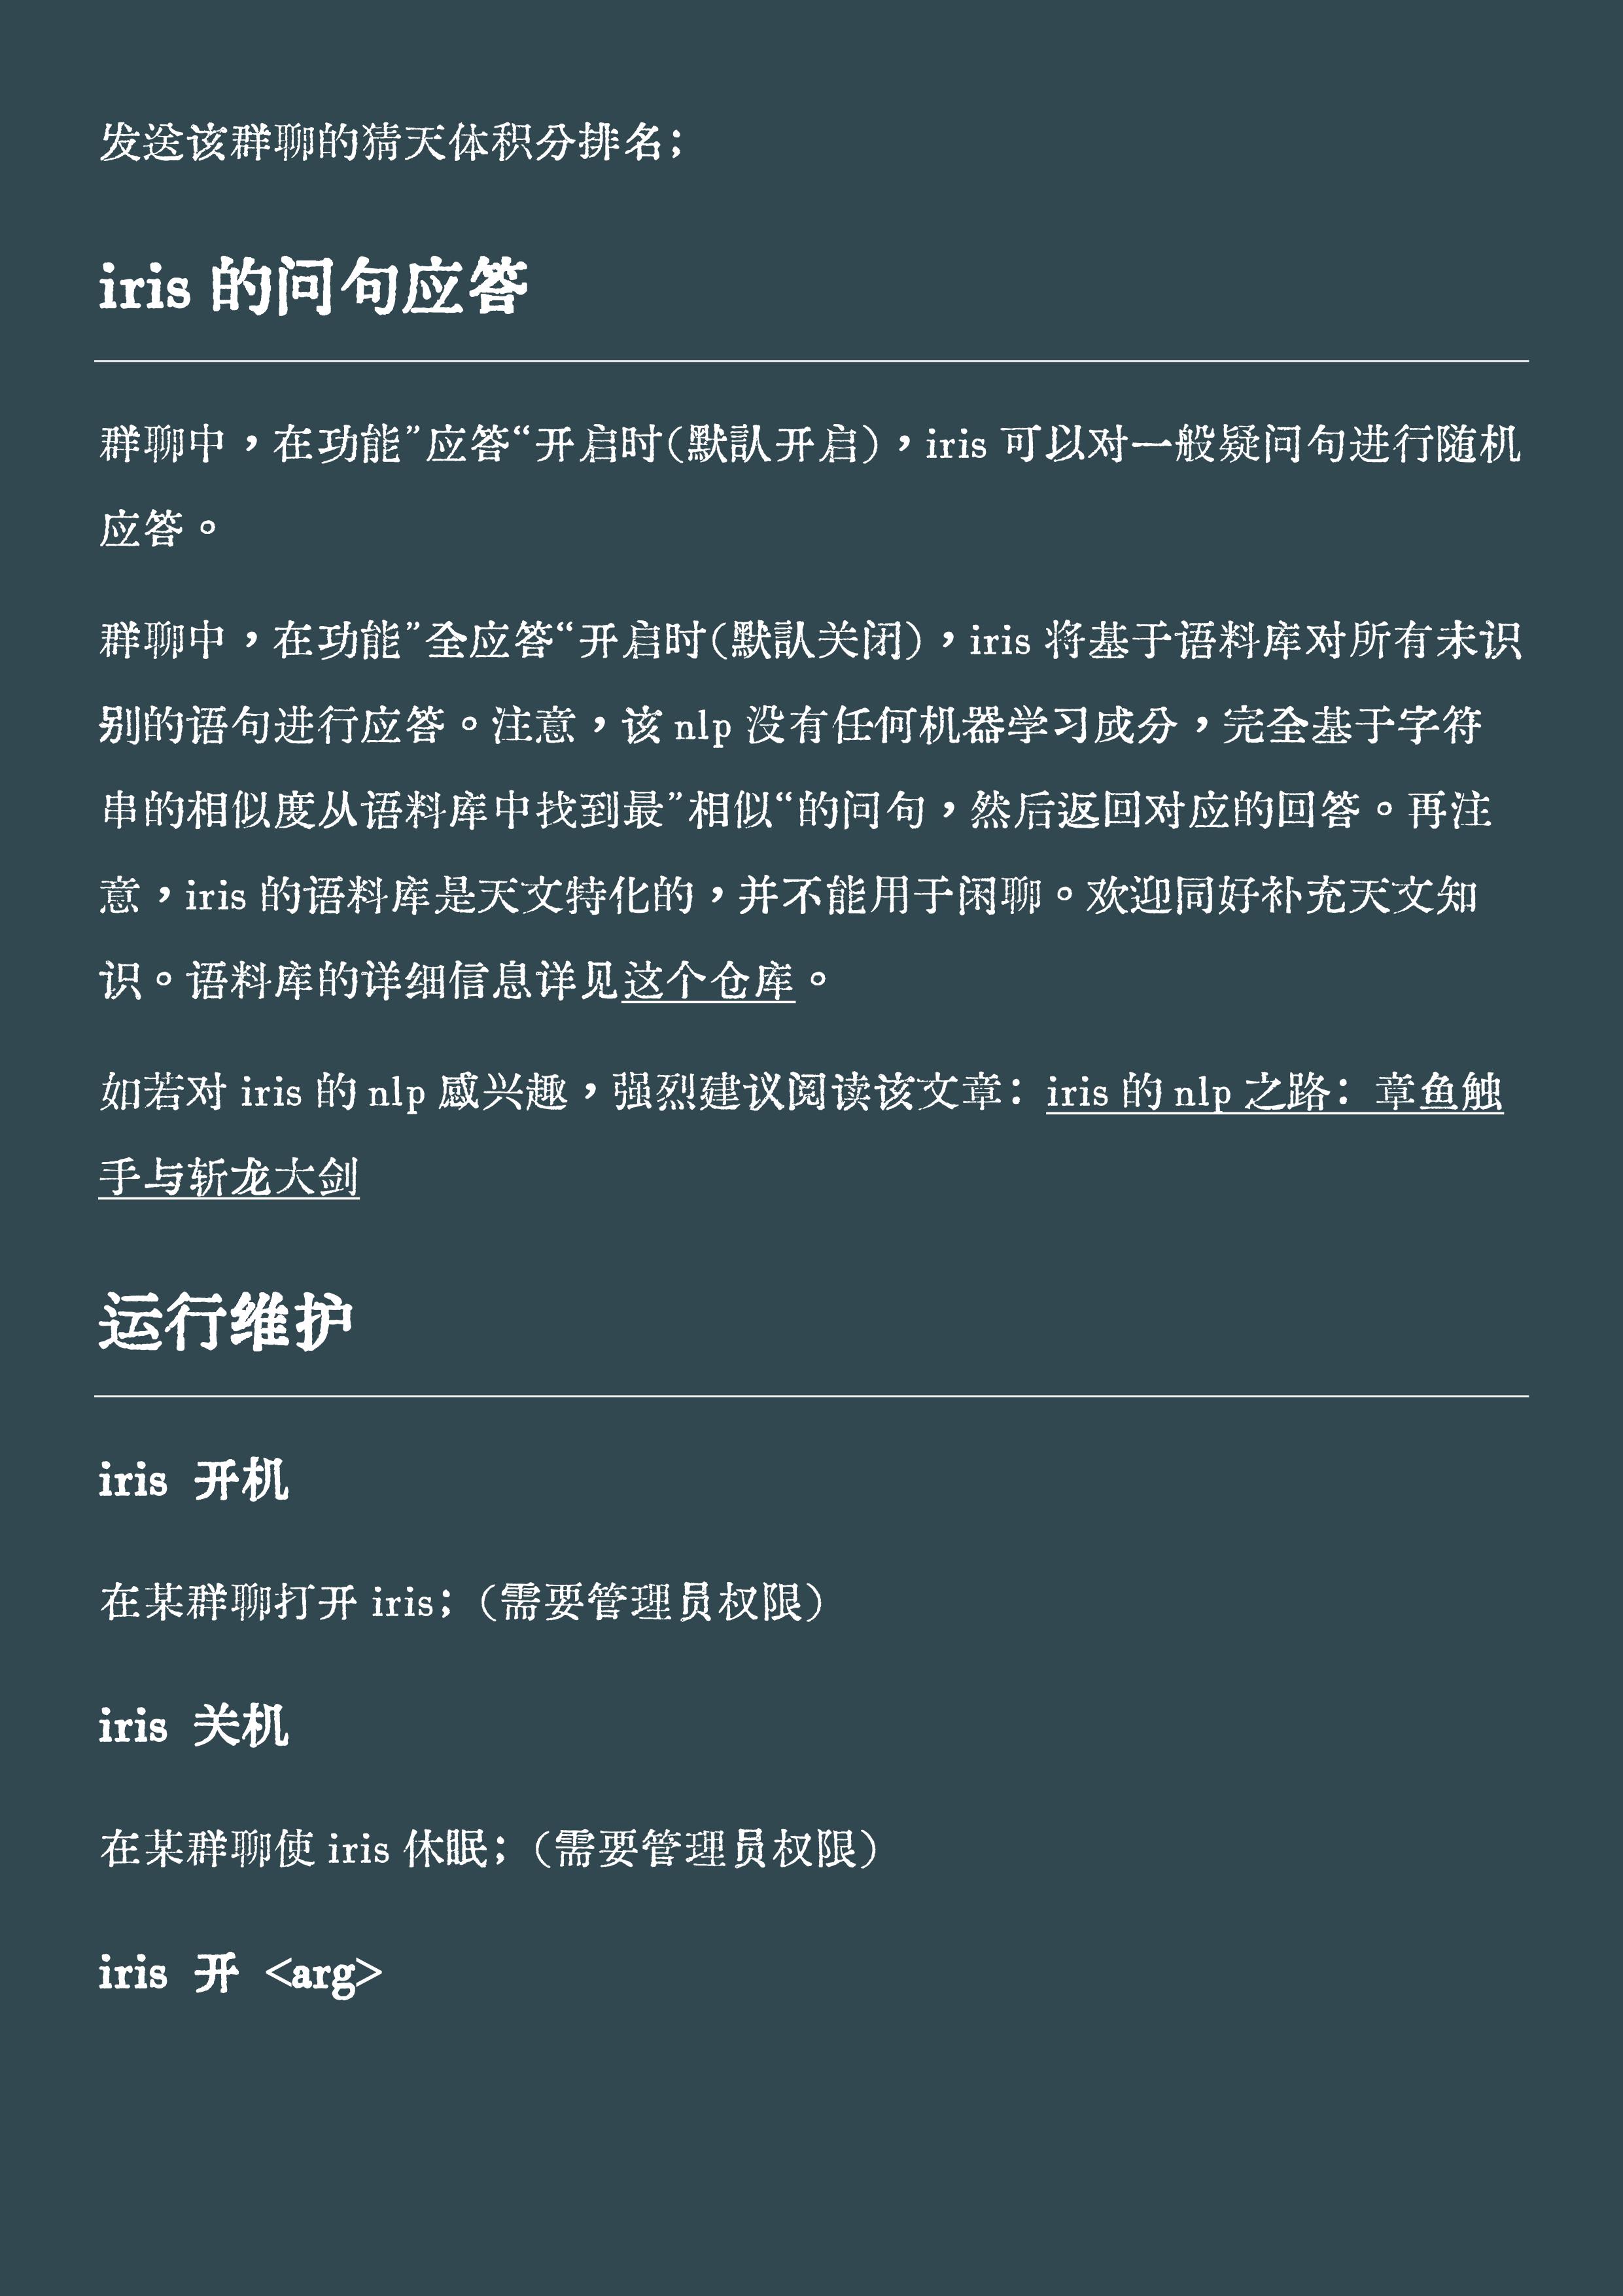 发送该群聊的猜天体积分排名；
iris 的问句应答
群聊中，在功能”应答“开启时(默认开启)，iris 可以对一般疑问句进行随机
应答。
群聊中，在功能”全应答“开启时(默认关闭)，iris 将基于语料库对所有未识
别的语句进行应答。注意，该 nlp 没有任何机器学习成分，完全基于字符
串的相似度从语料库中找到最”相似“的问句，然后返回对应的回答。再注
意，iris 的语料库是天文特化的，并不能用于闲聊。欢迎同好补充天文知
识。语料库的详细信息详见这个仓库。
如若对 iris 的 nlp 感兴趣，强烈建议阅读该文章：iris 的 nlp 之路：章鱼触
手与斩龙大剑
运行维护
iris 开机
在某群聊打开 iris；（需要管理员权限）
iris 关机
在某群聊使 iris 休眠；（需要管理员权限）
iris 开 <arg>